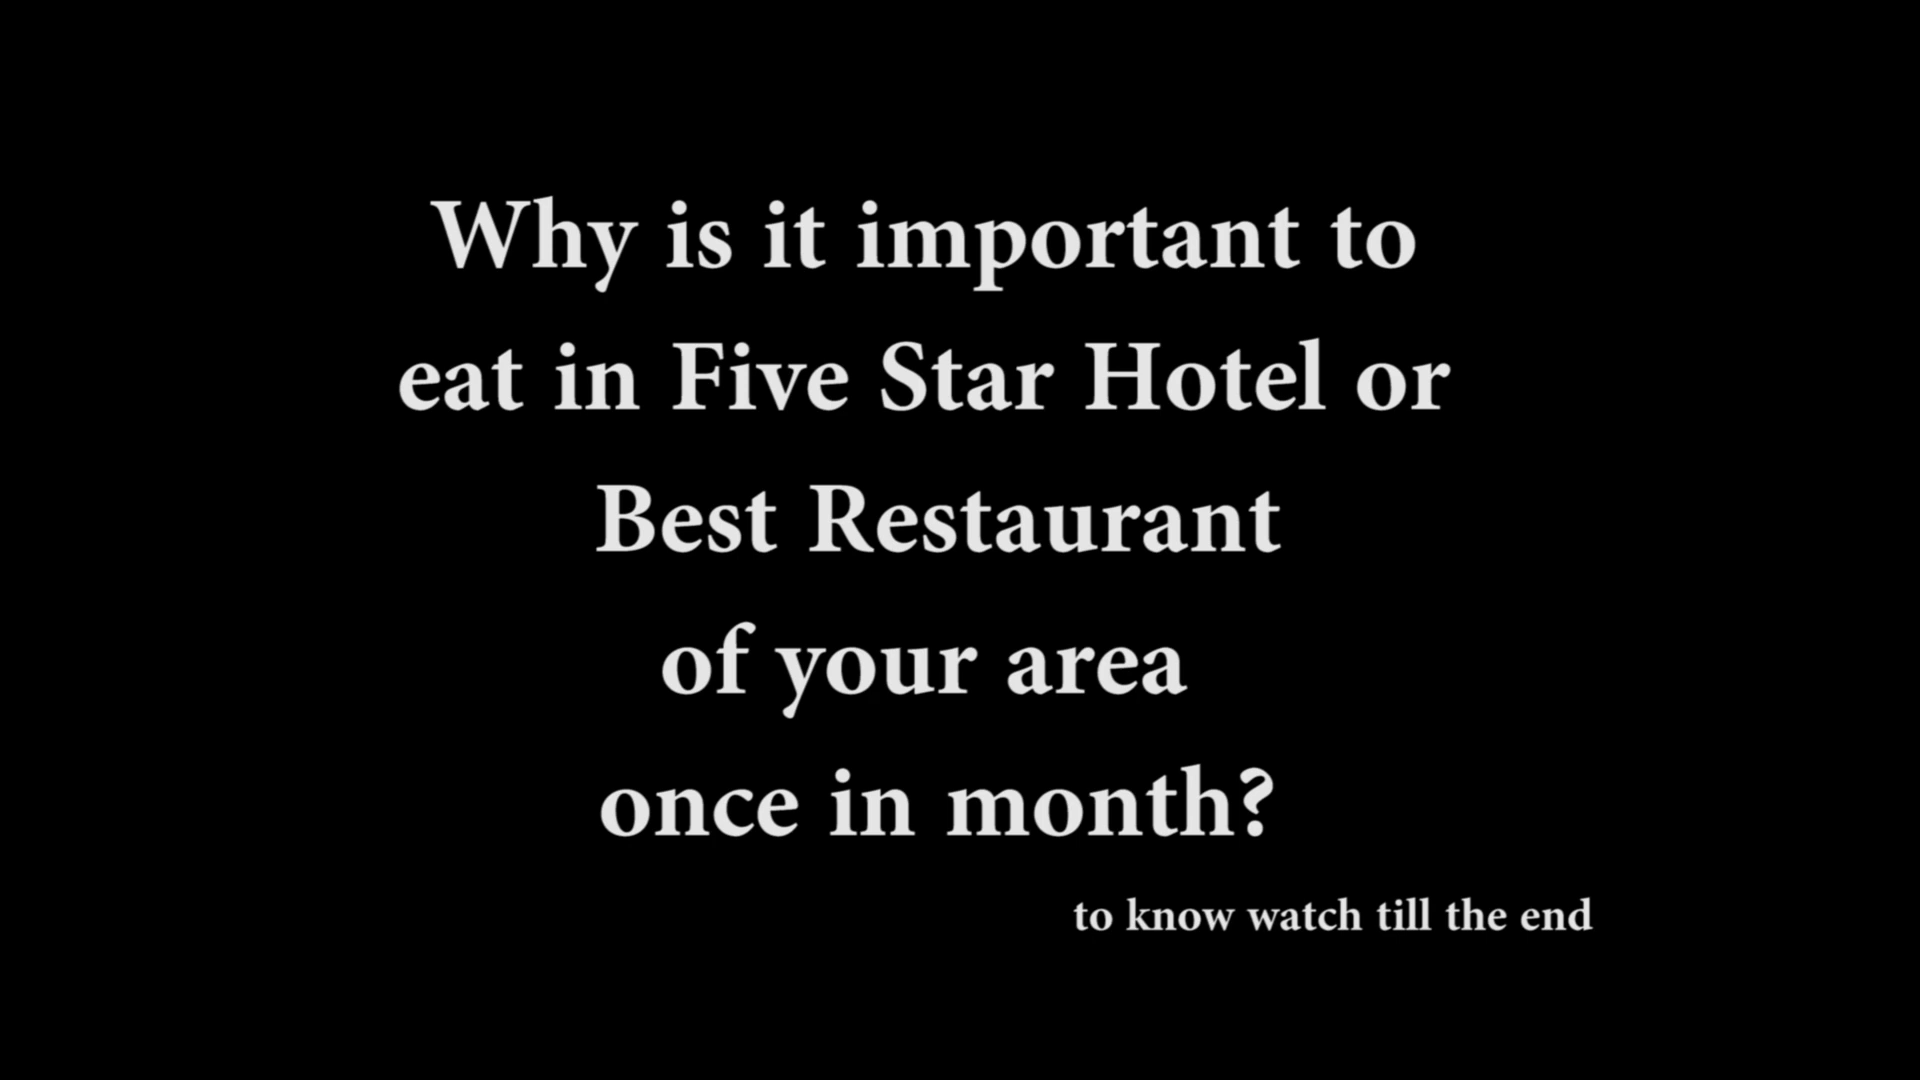 Why is it important to
eat in Five Star Hotel or
Best Restaurant
of your area
once in month?
to know watch till the end